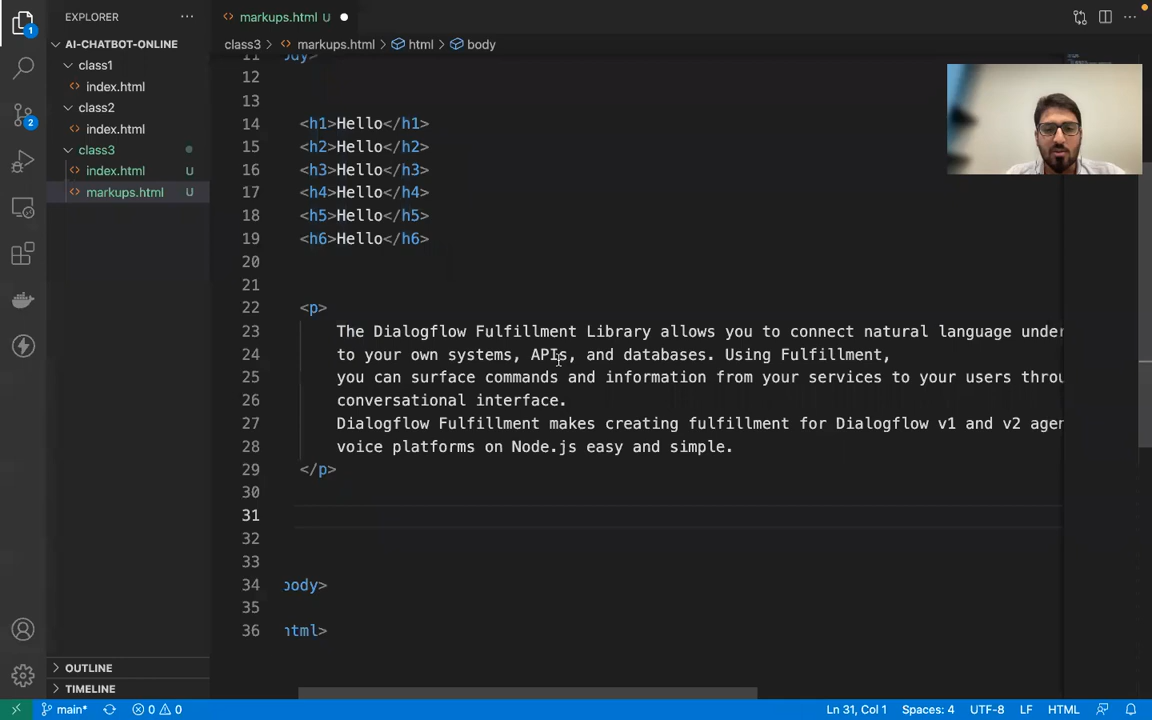 EXPLORER
AI-CHATBOT-ONLINE
class1
index.html
class2
index.html
class3
index.html U
markups.html U
OUTLINE
TIMELINE
1
2
markups.html U
class3 > markups.html > html > body
11 ody>
12
13
14 <h1>Hello</h1>
15 <h2>Hello</h2>
16 <h3>Hello</h3>
17 <h4>Hello</h4>
18 <h5>Hello</h5>
19 <h6>Hello</h6>
20
21
22 <p>
23 The Dialogflow Fulfillment Library allows you to connect natural language under
24 to your own systems, APIs, and databases. Using Fulfillment,
25 you can surface commands and information from your services to your users throu
26 conversational interface.
27 Dialogflow Fulfillment makes creating fulfillment for Dialogflow v1 and v2 agen
28 voice platforms on Node.js easy and simple.
29 </p>
30
31
32
33
34 body>
35
36 html>
main* 0 0 Ln 31, Col 1 Spaces: 4 UTF-8 LF HTML